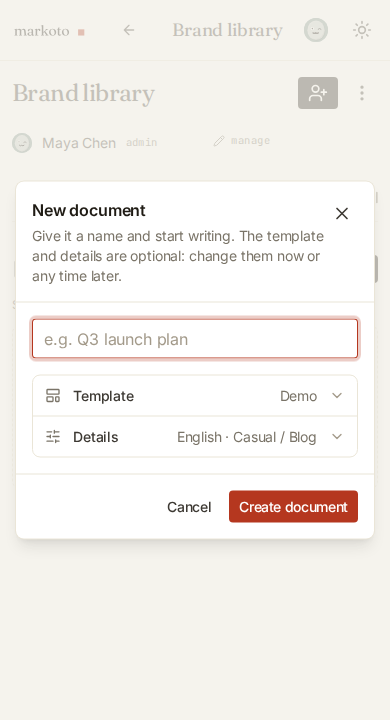 markoto
Brand library
Brand library
Maya Chen admin
manage
New document
Give it a name and start writing. The template
and details are optional: change them now or
any time later.
e.g. Q3 launch plan
Template Demo
Details English · Casual / Blog
Cancel Create document